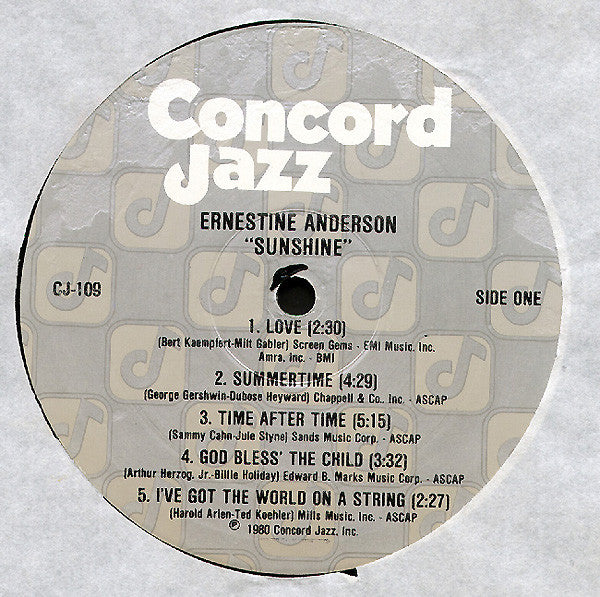 Concord
Jazz
ERNESTINE ANDERSON
"SUNSHINE"
CJ-109
SIDE ONE
1. LOVE (2:30)
(Bert Kaempfert-Milt Gabler) Screen Gems - EMI Music, Inc.
Amra, Inc. - BMI
2. SUMMERTIME (4:29)
(George Gershwin-Dubose Heyward) Chappell & Co., Inc. - ASCAP
3. TIME AFTER TIME (5:15)
(Sammy Cahn-Jule Styne) Sands Music Corp. - ASCAP
4. GOD BLESS' THE CHILD (3:32)
(Arthur Herzog, Jr.-Billie Holiday) Edward B. Marks Music Corp. - ASCAP
5. I'VE GOT THE WORLD ON A STRING (2:27)
(Harold Arlen-Ted Koehler) Mills Music, Inc. - ASCAP
℗ 1980 Concord Jazz, Inc.